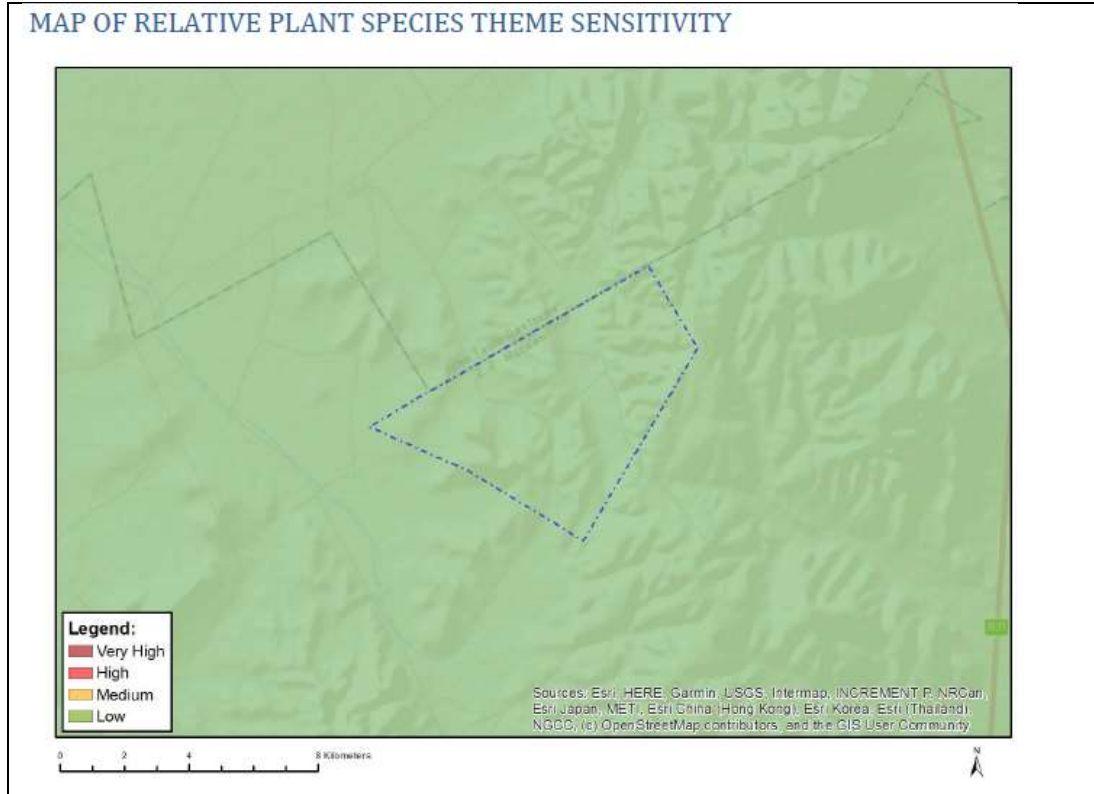 MAP OF RELATIVE PLANT SPECIES THEME SENSITIVITY
Legend:
Very High
High
Medium
Low
Sources: Esri, HERE, Garmin, USGS, Intermap, INCREMENT P, NRCan,
Esri Japan, METI, Esri China (Hong Kong), Esri Korea, Esri (Thailand),
NGCC, (c) OpenStreetMap contributors, and the GIS User Community
0 2 4 8 Kilometers
N